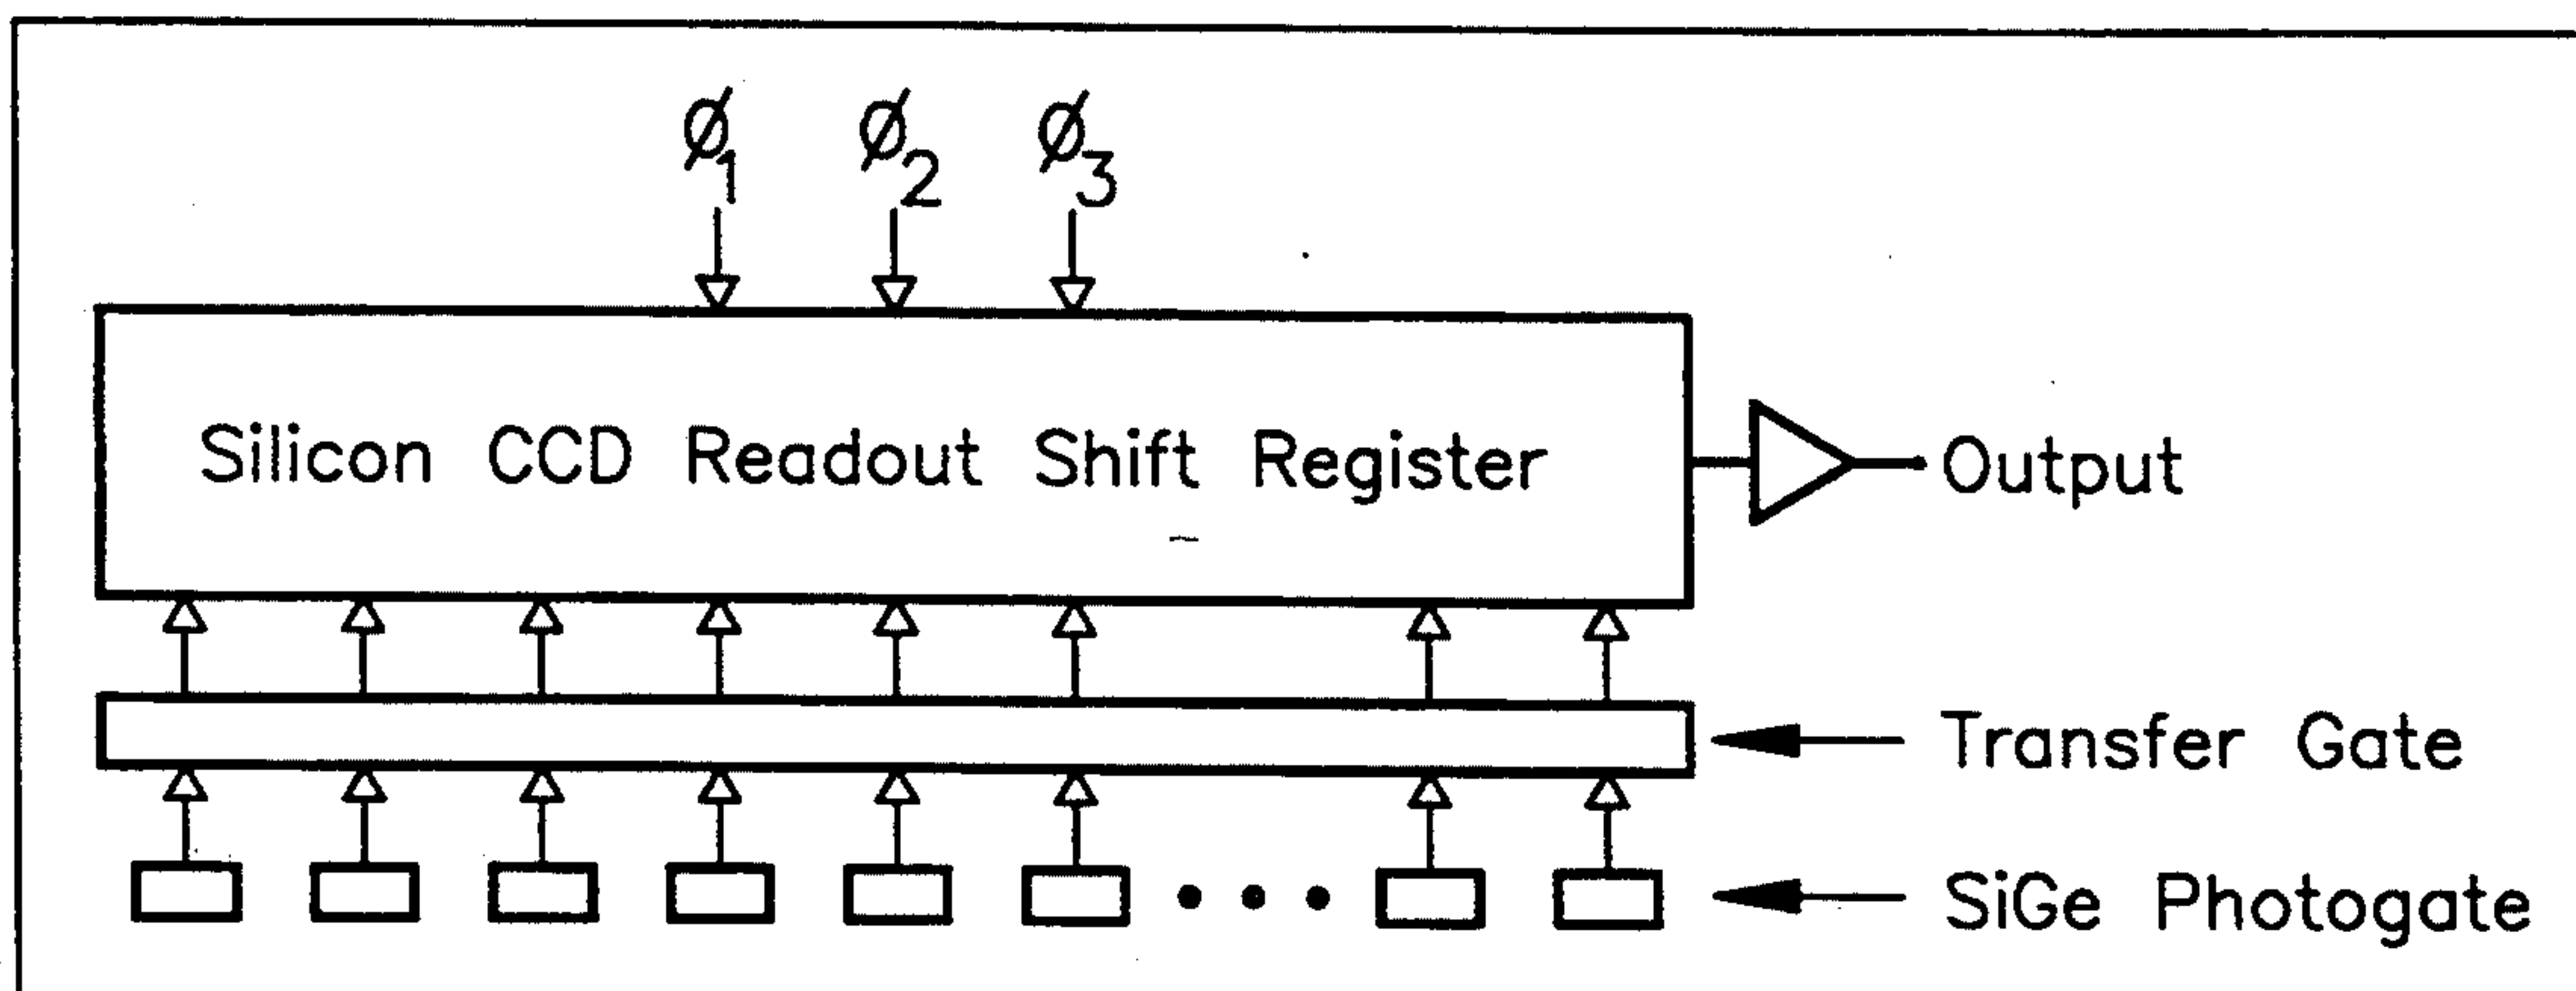 Ø1 Ø2 Ø3
Silicon CCD Readout Shift Register
Output
Transfer Gate
SiGe Photogate